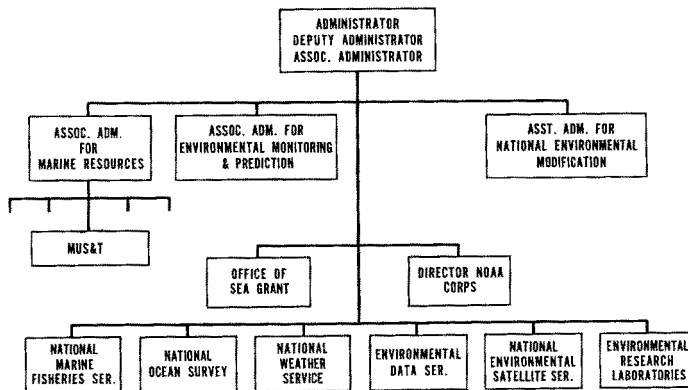 ADMINISTRATOR
DEPUTY ADMINISTRATOR
ASSOC. ADMINISTRATOR
ASSOC. ADM.
FOR
MARINE RESOURCES
ASSOC. ADM. FOR
ENVIRONMENTAL MONITORING
& PREDICTION
ASST. ADM. FOR
NATIONAL ENVIRONMENTAL
MODIFICATION
MUS&T
OFFICE OF
SEA GRANT
DIRECTOR NOAA
CORPS
NATIONAL
MARINE
FISHERIES SER.
NATIONAL
OCEAN SURVEY
NATIONAL
WEATHER
SERVICE
ENVIRONMENTAL
DATA SER.
NATIONAL
ENVIRONMENTAL
SATELLITE SER.
ENVIRONMENTAL
RESEARCH
LABORATORIES